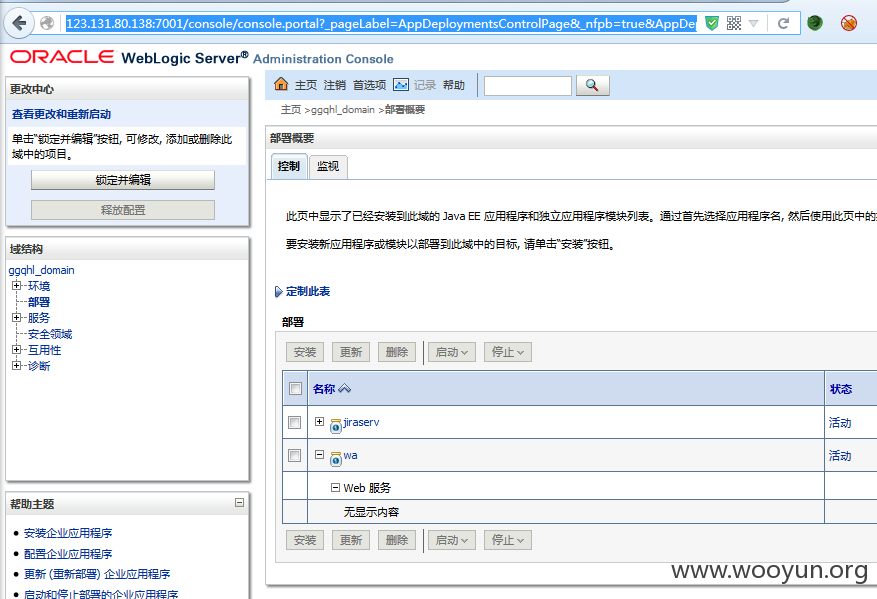 123.131.80.138:7001/console/console.portal?_pageLabel=AppDeploymentsControlPage&_nfpb=true&AppDep
ORACLE WebLogic Server® Administration Console
更改中心
查看更改和重新启动
单击“锁定并编辑”按钮, 可修改, 添加或删除此
域中的项目。
锁定并编辑
释放配置
域结构
ggqhl_domain
环境
部署
服务
安全领域
互用性
诊断
帮助主题
安装企业应用程序
配置企业应用程序
更新 (重新部署) 企业应用程序
启动和停止部署的企业应用程序
主页 注销 首选项 记录 帮助
主页 >ggqhl_domain >部署概要
部署概要
控制 监视
此页中显示了已经安装到此域的 Java EE 应用程序和独立应用程序模块列表。通过首先选择应用程序名, 然后使用此页中的
要安装新应用程序或模块以部署到此域中的目标, 请单击“安装”按钮。
定制此表
部署
安装 更新 删除 启动 停止
名称 状态
jiraserv 活动
wa 活动
Web 服务
无显示内容
安装 更新 删除 启动 停止
www.wooyun.org